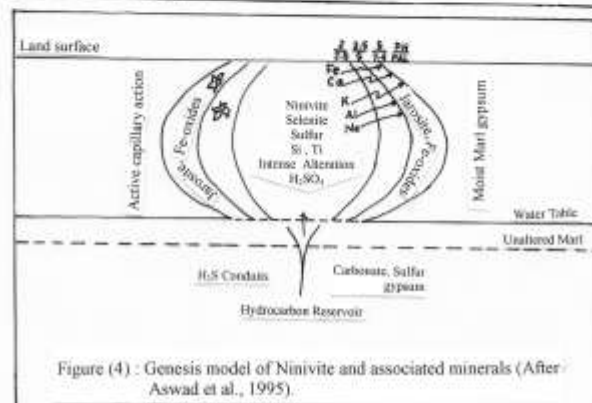 Land surface
Fe
Ca
K
Al
Na
Active capillary action
Jarosite, Fe-oxides
Ninivite
Selenite
Sulfur
Si , Ti
Intense Alteration
H₂SO₄
Jarosite, Fe-oxides
Moist Marl gypsum
Water Table
Unaltered Marl
H₂S Conduits
Carbonate, Sulfur
gypsum
Hydrocarbon Reservoir
Figure (4) : Genesis model of Ninivite and associated minerals (After
Aswad et al., 1995).